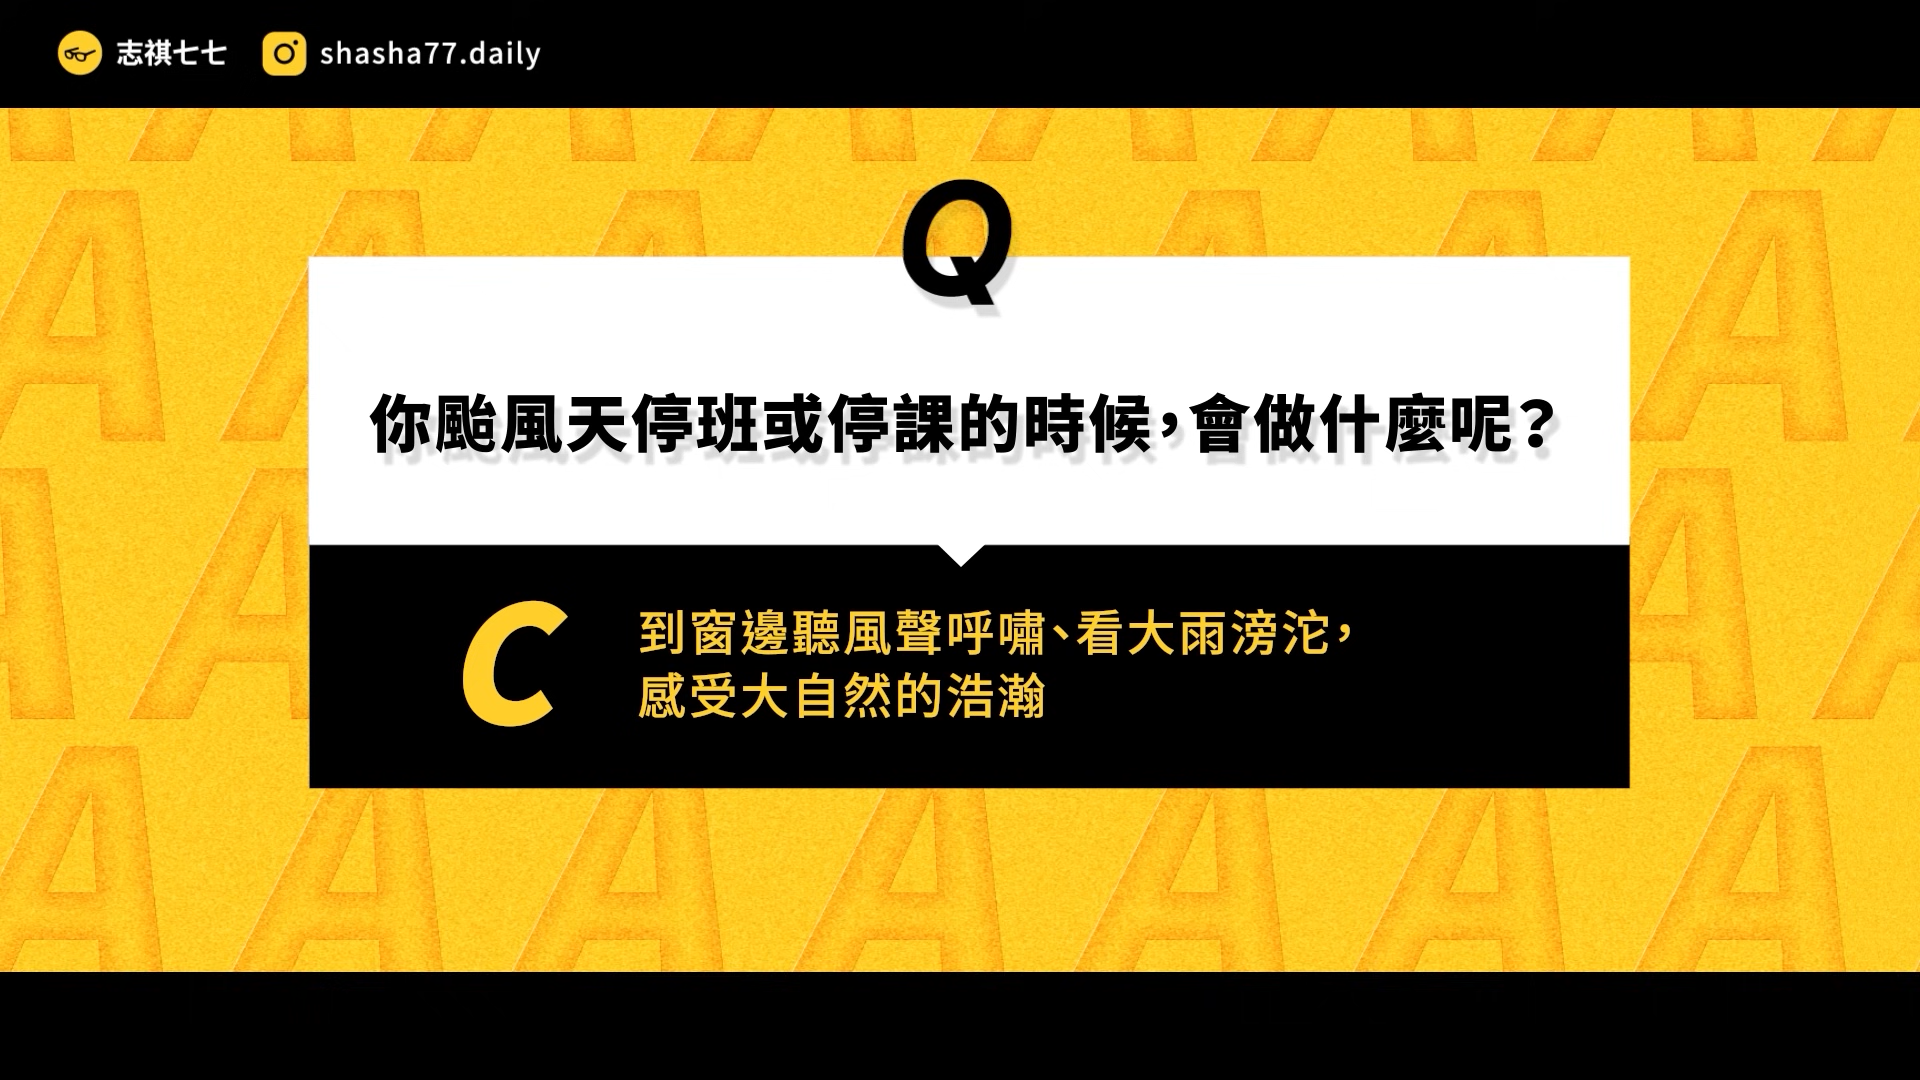 志祺七七 shasha77.daily
Q
你颱風天停班或停課的時候，會做什麼呢？
C
到窗邊聽風聲呼嘯、看大雨滂沱，
感受大自然的浩瀚